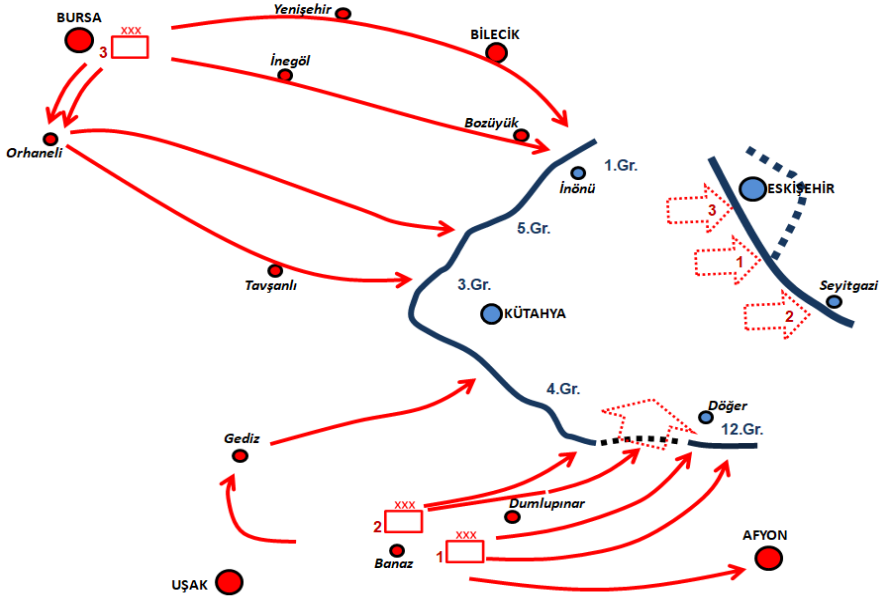 Yenişehir
BURSA
xxx
3
BİLECİK
İnegöl
Bozüyük
Orhaneli
1.Gr.
İnönü
ESKİŞEHİR
3
5.Gr.
1
Tavşanlı
3.Gr.
Seyitgazi
KÜTAHYA
2
4.Gr.
Döğer
12.Gr.
Gediz
xxx
2
Dumlupınar
xxx
1
Banaz
AFYON
UŞAK